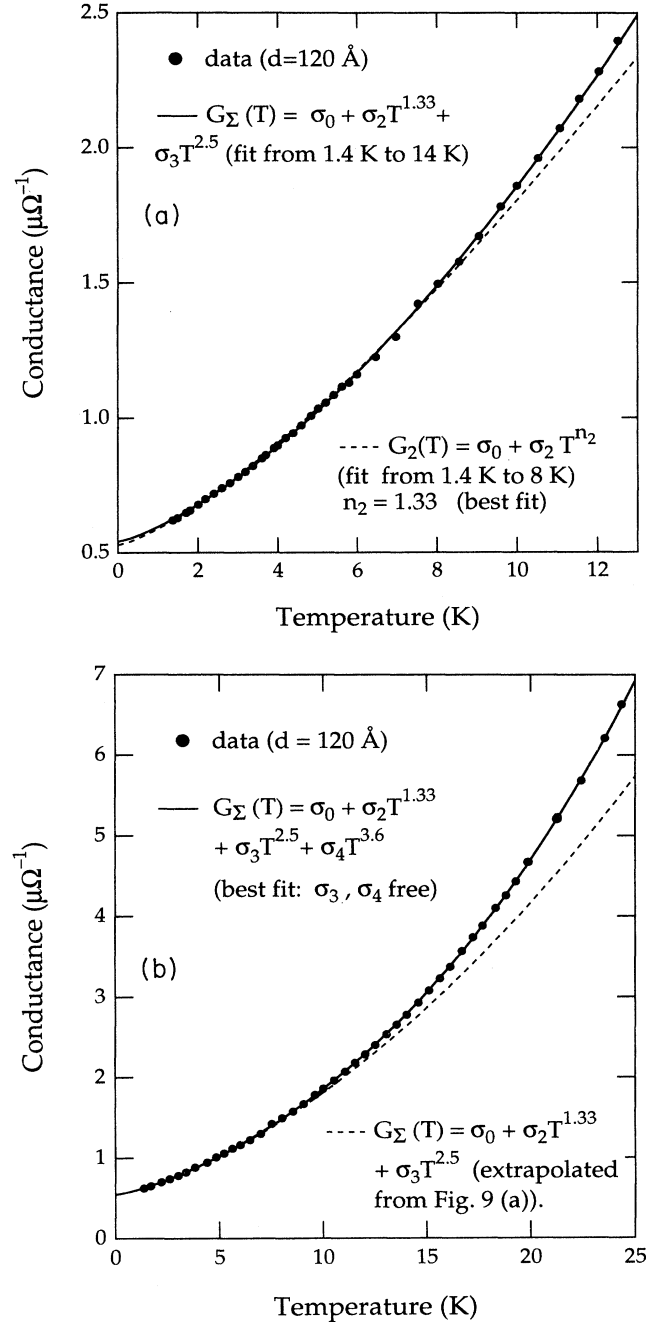 data (d=120 Å)
G_Σ (T) = σ_0 + σ_2T^1.33 +
σ_3T^2.5 (fit from 1.4 K to 14 K)
(a)
G_2(T) = σ_0 + σ_2 T^n_2
(fit from 1.4 K to 8 K)
n_2 = 1.33 (best fit)
2.5
2.0
1.5
1.0
0.5
Conductance (μΩ^-1)
0 2 4 6 8 10 12
Temperature (K)
data (d = 120 Å)
G_Σ (T) = σ_0 + σ_2T^1.33
+ σ_3T^2.5 + σ_4T^3.6
(best fit: σ_3 , σ_4 free)
(b)
G_Σ (T) = σ_0 + σ_2T^1.33
+ σ_3T^2.5 (extrapolated
from Fig. 9 (a)).
7
6
5
4
3
2
1
0
Conductance (μΩ^-1)
0 5 10 15 20 25
Temperature (K)